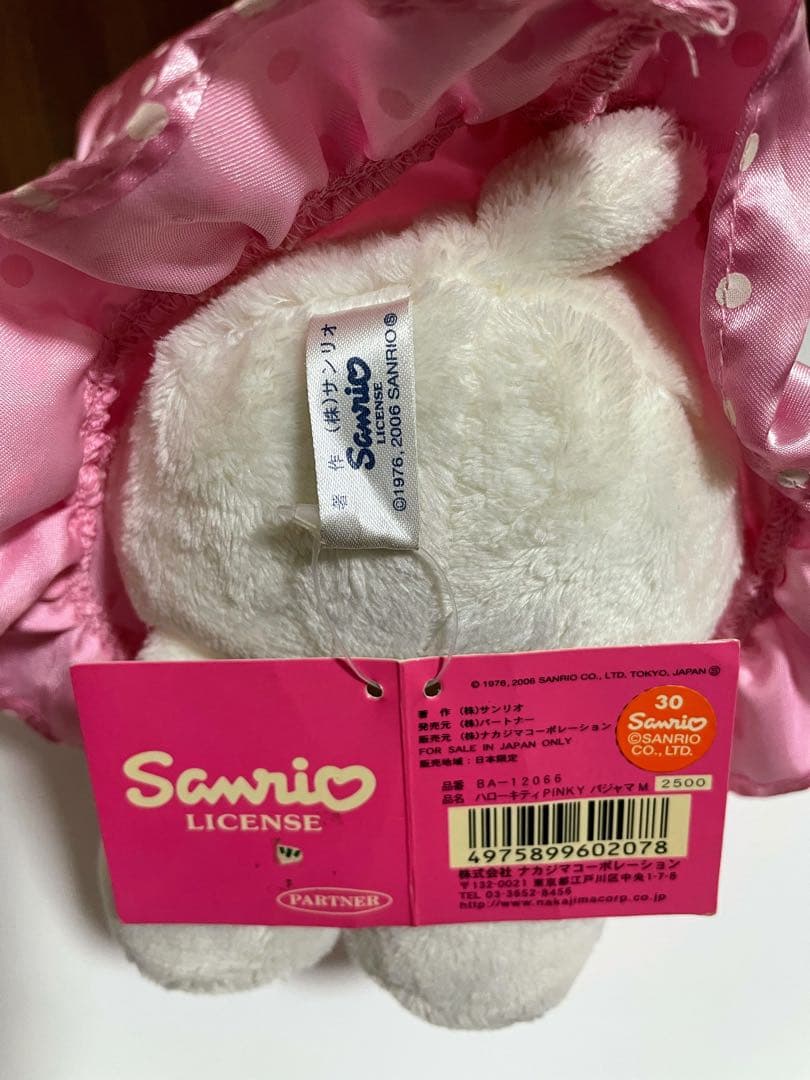 著 作 (株)サンリオ
Sanrio
LICENSE
©1976, 2006 SANRIO Ⓢ
Sanrio
LICENSE
PARTNER
© 1976, 2006 SANRIO CO., LTD. TOKYO, JAPAN Ⓢ
著 作 (株)サンリオ
発売元 (株)パートナー
販売元 (株)ナカジマコーポレーション
FOR SALE IN JAPAN ONLY
販売地域:日本限定
30
Sanrio
©SANRIO
CO., LTD.
品番 BA-12066
品名 ハローキティPINKY パジャマ M 2500
4975899602078
株式会社 ナカジマコーポレーション
〒132-0021 東京都江戸川区中央1-7-8
TEL 03-3652-8456
http://www.nakajimacorp.co.jp